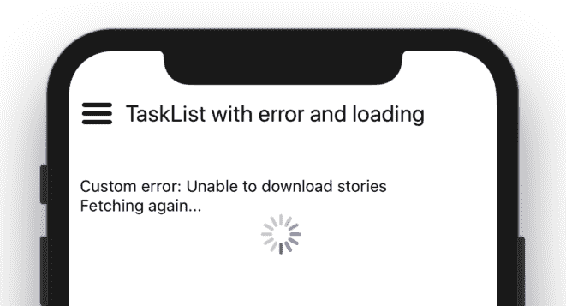 TaskList with error and loading
Custom error: Unable to download stories
Fetching again...